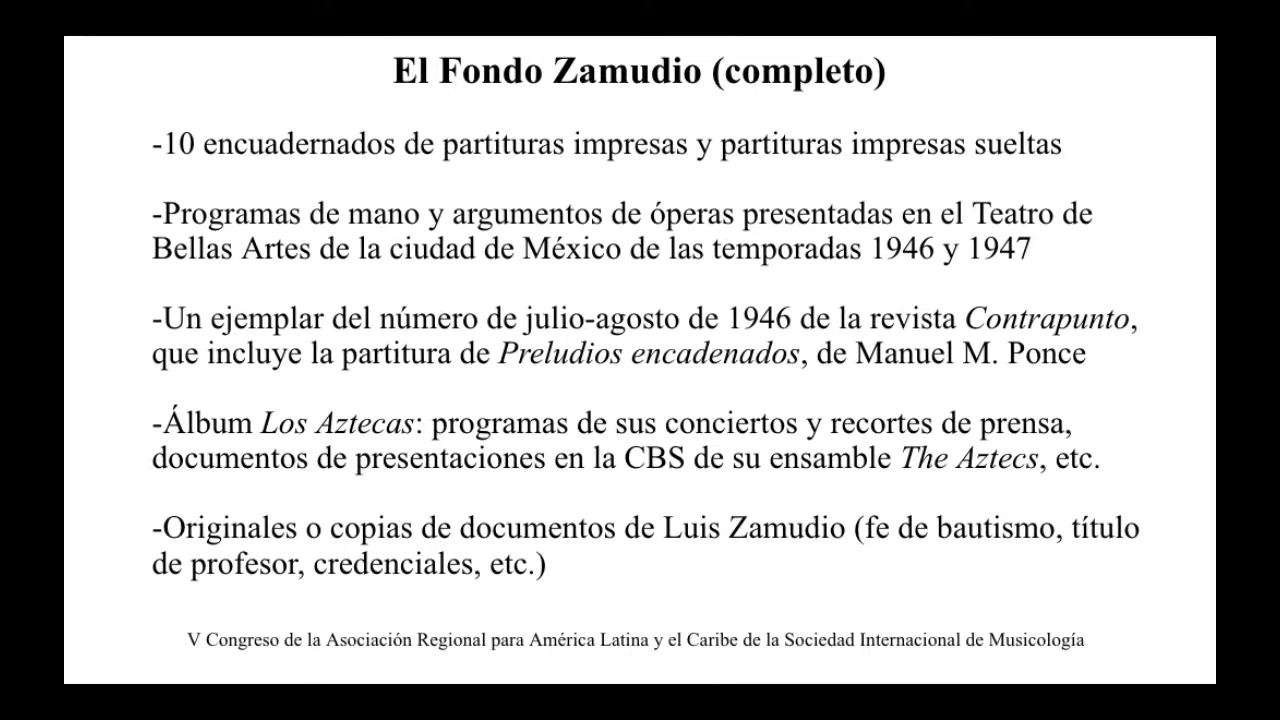 El Fondo Zamudio (completo)
-10 encuadernados de partituras impresas y partituras impresas sueltas
-Programas de mano y argumentos de óperas presentadas en el Teatro de
Bellas Artes de la ciudad de México de las temporadas 1946 y 1947
-Un ejemplar del número de julio-agosto de 1946 de la revista Contrapunto,
que incluye la partitura de Preludios encadenados, de Manuel M. Ponce
-Álbum Los Aztecas: programas de sus conciertos y recortes de prensa,
documentos de presentaciones en la CBS de su ensamble The Aztecs, etc.
-Originales o copias de documentos de Luis Zamudio (fe de bautismo, título
de profesor, credenciales, etc.)
V Congreso de la Asociación Regional para América Latina y el Caribe de la Sociedad Internacional de Musicología